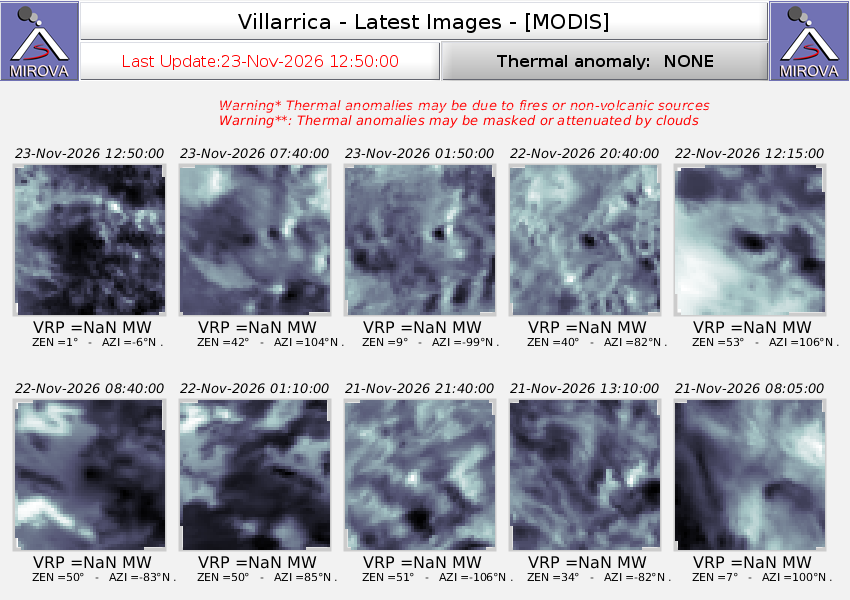 Villarrica - Latest Images - [MODIS]
Last Update:23-Nov-2026 12:50:00
Thermal anomaly: NONE
MIROVA
MIROVA
Warning* Thermal anomalies may be due to fires or non-volcanic sources
Warning**: Thermal anomalies may be masked or attenuated by clouds
23-Nov-2026 12:50:00
23-Nov-2026 07:40:00
23-Nov-2026 01:50:00
22-Nov-2026 20:40:00
22-Nov-2026 12:15:00
VRP =NaN MW
VRP =NaN MW
VRP =NaN MW
VRP =NaN MW
VRP =NaN MW
ZEN =1° - AZI =-6°N .
ZEN =42° - AZI =104°N .
ZEN =9° - AZI =-99°N .
ZEN =40° - AZI =82°N .
ZEN =53° - AZI =106°N .
22-Nov-2026 08:40:00
22-Nov-2026 01:10:00
21-Nov-2026 21:40:00
21-Nov-2026 13:10:00
21-Nov-2026 08:05:00
VRP =NaN MW
VRP =NaN MW
VRP =NaN MW
VRP =NaN MW
VRP =NaN MW
ZEN =50° - AZI =-83°N .
ZEN =50° - AZI =85°N .
ZEN =51° - AZI =-106°N .
ZEN =34° - AZI =-82°N .
ZEN =7° - AZI =100°N .